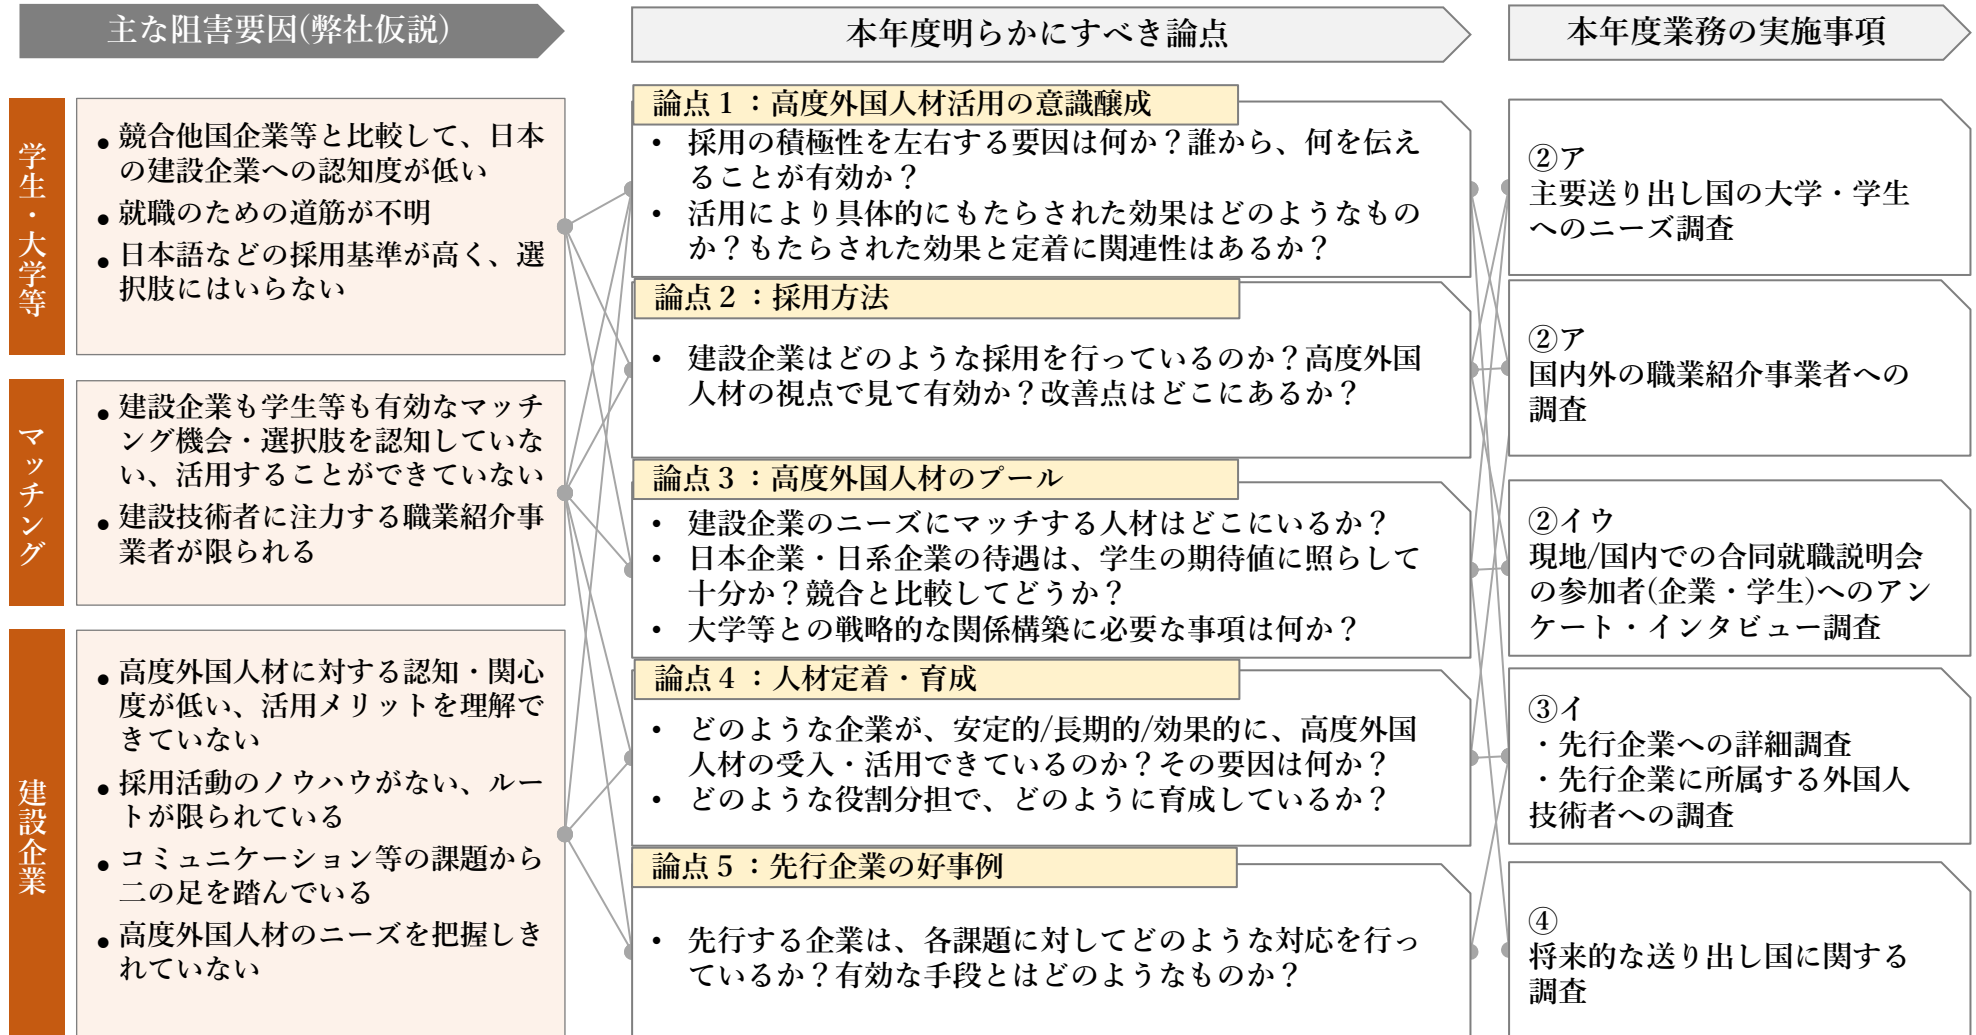 主な阻害要因(弊社仮説)
本年度明らかにすべき論点
本年度業務の実施事項
学生・大学等
● 競合他国企業等と比較して、日本
の建設企業への認知度が低い
● 就職のための道筋が不明
● 日本語などの採用基準が高く、選
択肢にはいらない
マッチング
● 建設企業も学生等も有効なマッチ
ング機会・選択肢を認知していな
い、活用することができていない
● 建設技術者に注力する職業紹介事
業者が限られる
建設企業
● 高度外国人材に対する認知・関心
度が低い、活用メリットを理解で
きていない
● 採用活動のノウハウがない、ルー
トが限られている
● コミュニケーション等の課題から
二の足を踏んでいる
● 高度外国人材のニーズを把握しき
れていない
論点１：高度外国人材活用の意識醸成
• 採用の積極性を左右する要因は何か？誰から、何を伝え
ることが有効か？
• 活用により具体的にもたらされた効果はどのようなもの
か？もたらされた効果と定着に関連性はあるか？
論点２：採用方法
• 建設企業はどのような採用を行っているのか？高度外国
人材の視点で見て有効か？改善点はどこにあるか？
論点３：高度外国人材のプール
• 建設企業のニーズにマッチする人材はどこにいるか？
• 日本企業・日系企業の待遇は、学生の期待値に照らして
十分か？競合と比較してどうか？
• 大学等との戦略的な関係構築に必要な事項は何か？
論点４：人材定着・育成
• どのような企業が、安定的/長期的/効果的に、高度外国
人材の受入・活用できているのか？その要因は何か？
• どのような役割分担で、どのように育成しているか？
論点５：先行企業の好事例
• 先行する企業は、各課題に対してどのような対応を行っ
ているか？有効な手段とはどのようなものか？
②ア
主要送り出し国の大学・学生
へのニーズ調査
②ア
国内外の職業紹介事業者への
調査
②イウ
現地/国内での合同就職説明会
の参加者(企業・学生)へのアン
ケート・インタビュー調査
③イ
・先行企業への詳細調査
・先行企業に所属する外国人
技術者への調査
④
将来的な送り出し国に関する
調査